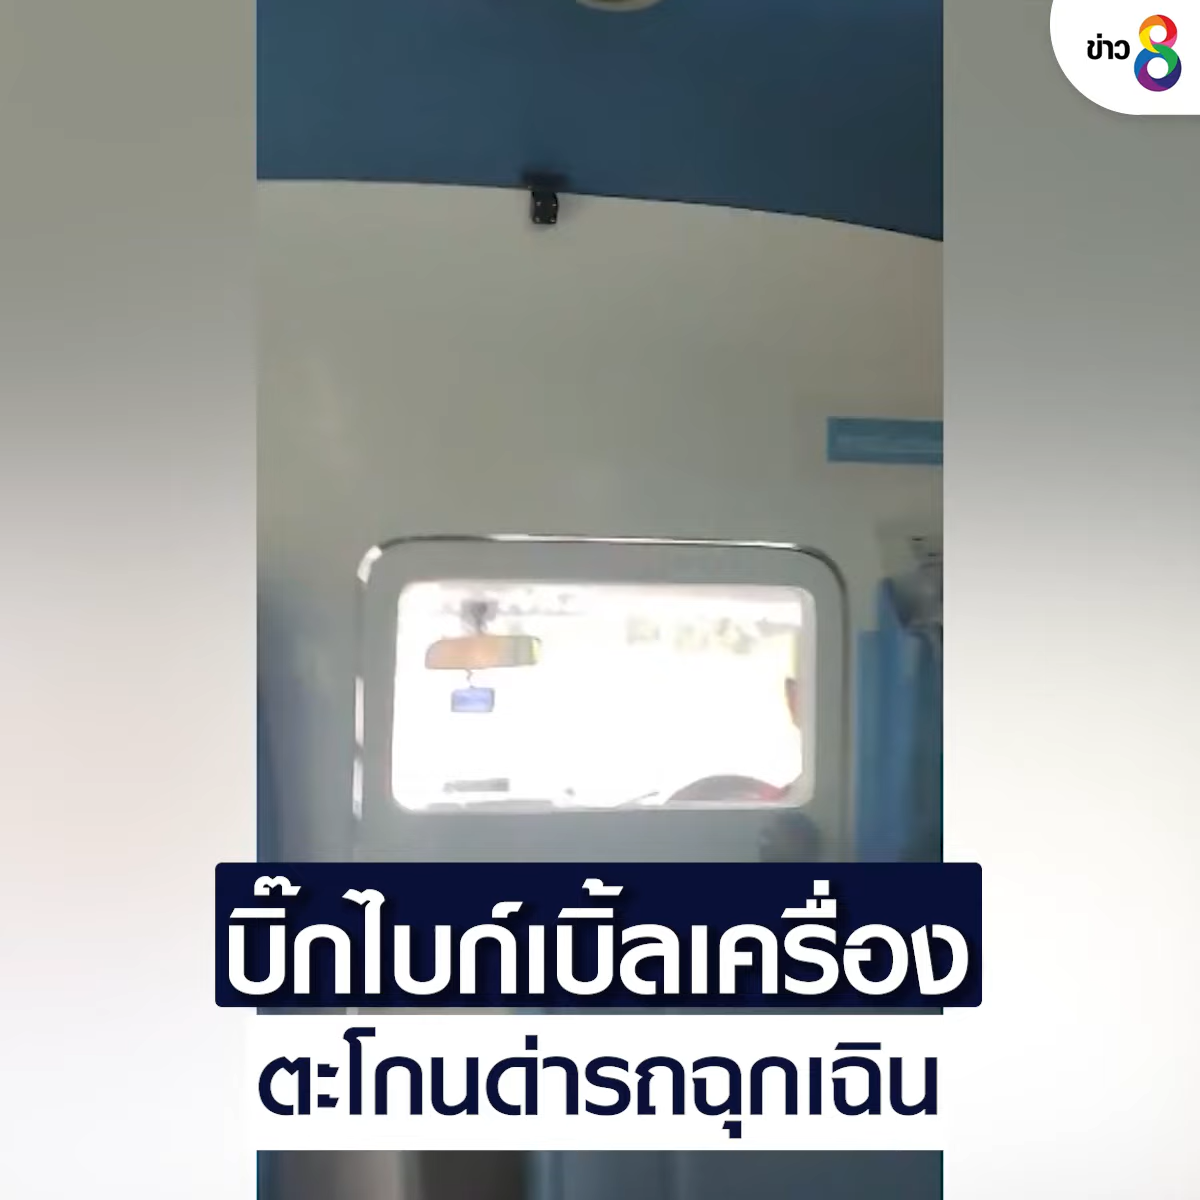 ข่าว 8
บิ๊กไบก์เบิ้ลเครื่อง
ตะโกนด่ารถฉุกเฉิน